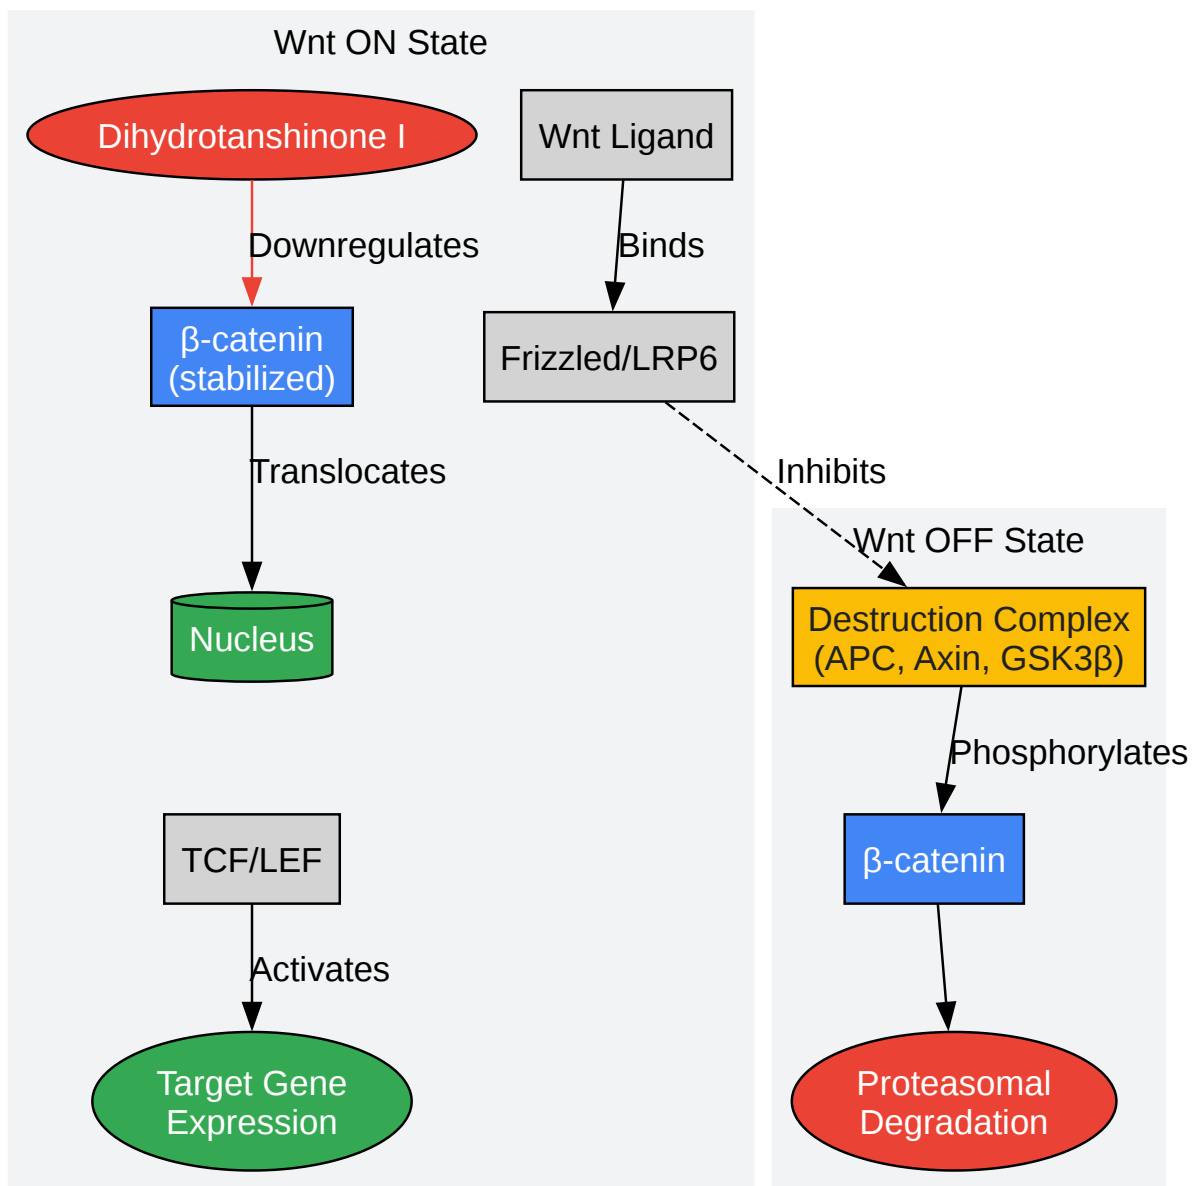 Wnt ON State
Dihydrotanshinone I
Wnt Ligand
Downregulates
Binds
β-catenin
(stabilized)
Frizzled/LRP6
Translocates
Inhibits
Wnt OFF State
Nucleus
Destruction Complex
(APC, Axin, GSK3β)
Phosphorylates
TCF/LEF
β-catenin
Activates
Target Gene
Expression
Proteasomal
Degradation